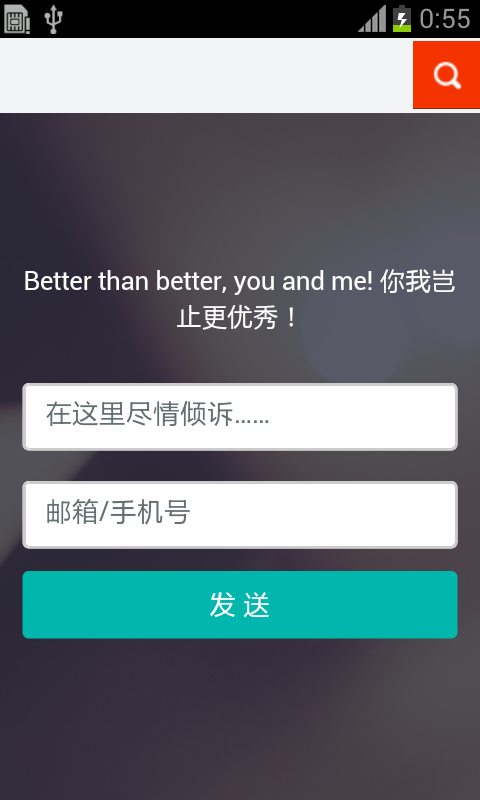 0:55
Better than better, you and me! 你我岂
止更优秀！
在这里尽情倾诉……
邮箱/手机号
发 送